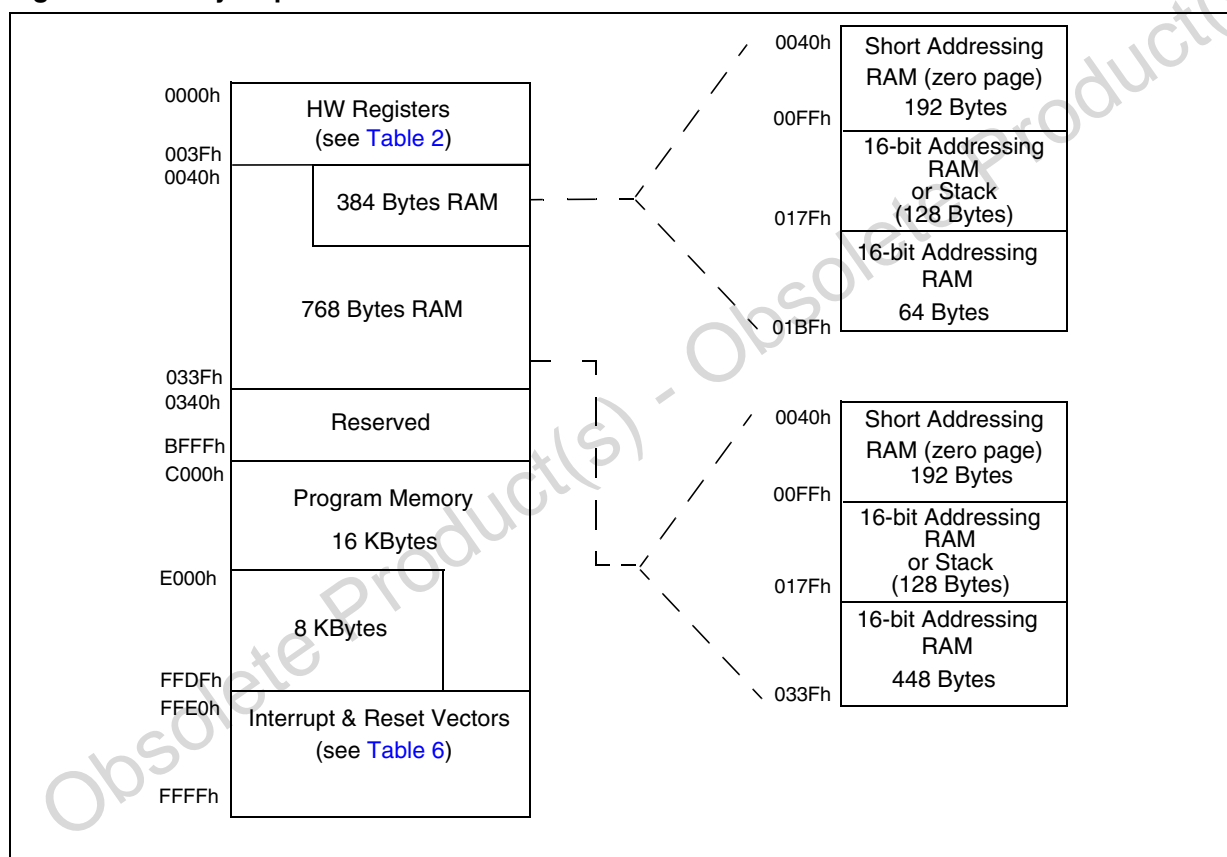 0000h
HW Registers
(see Table 2)
003Fh
0040h
384 Bytes RAM
768 Bytes RAM
033Fh
0340h
Reserved
BFFFh
C000h
Program Memory
16 KBytes
E000h
8 KBytes
FFDFh
FFE0h
Interrupt & Reset Vectors
(see Table 6)
FFFFh
0040h
Short Addressing
RAM (zero page)
192 Bytes
00FFh
16-bit Addressing
RAM
or Stack
(128 Bytes)
017Fh
16-bit Addressing
RAM
64 Bytes
01BFh
0040h
Short Addressing
RAM (zero page)
192 Bytes
00FFh
16-bit Addressing
RAM
or Stack
(128 Bytes)
017Fh
16-bit Addressing
RAM
448 Bytes
033Fh
Obsolete Product(s) - Obsolete Product(